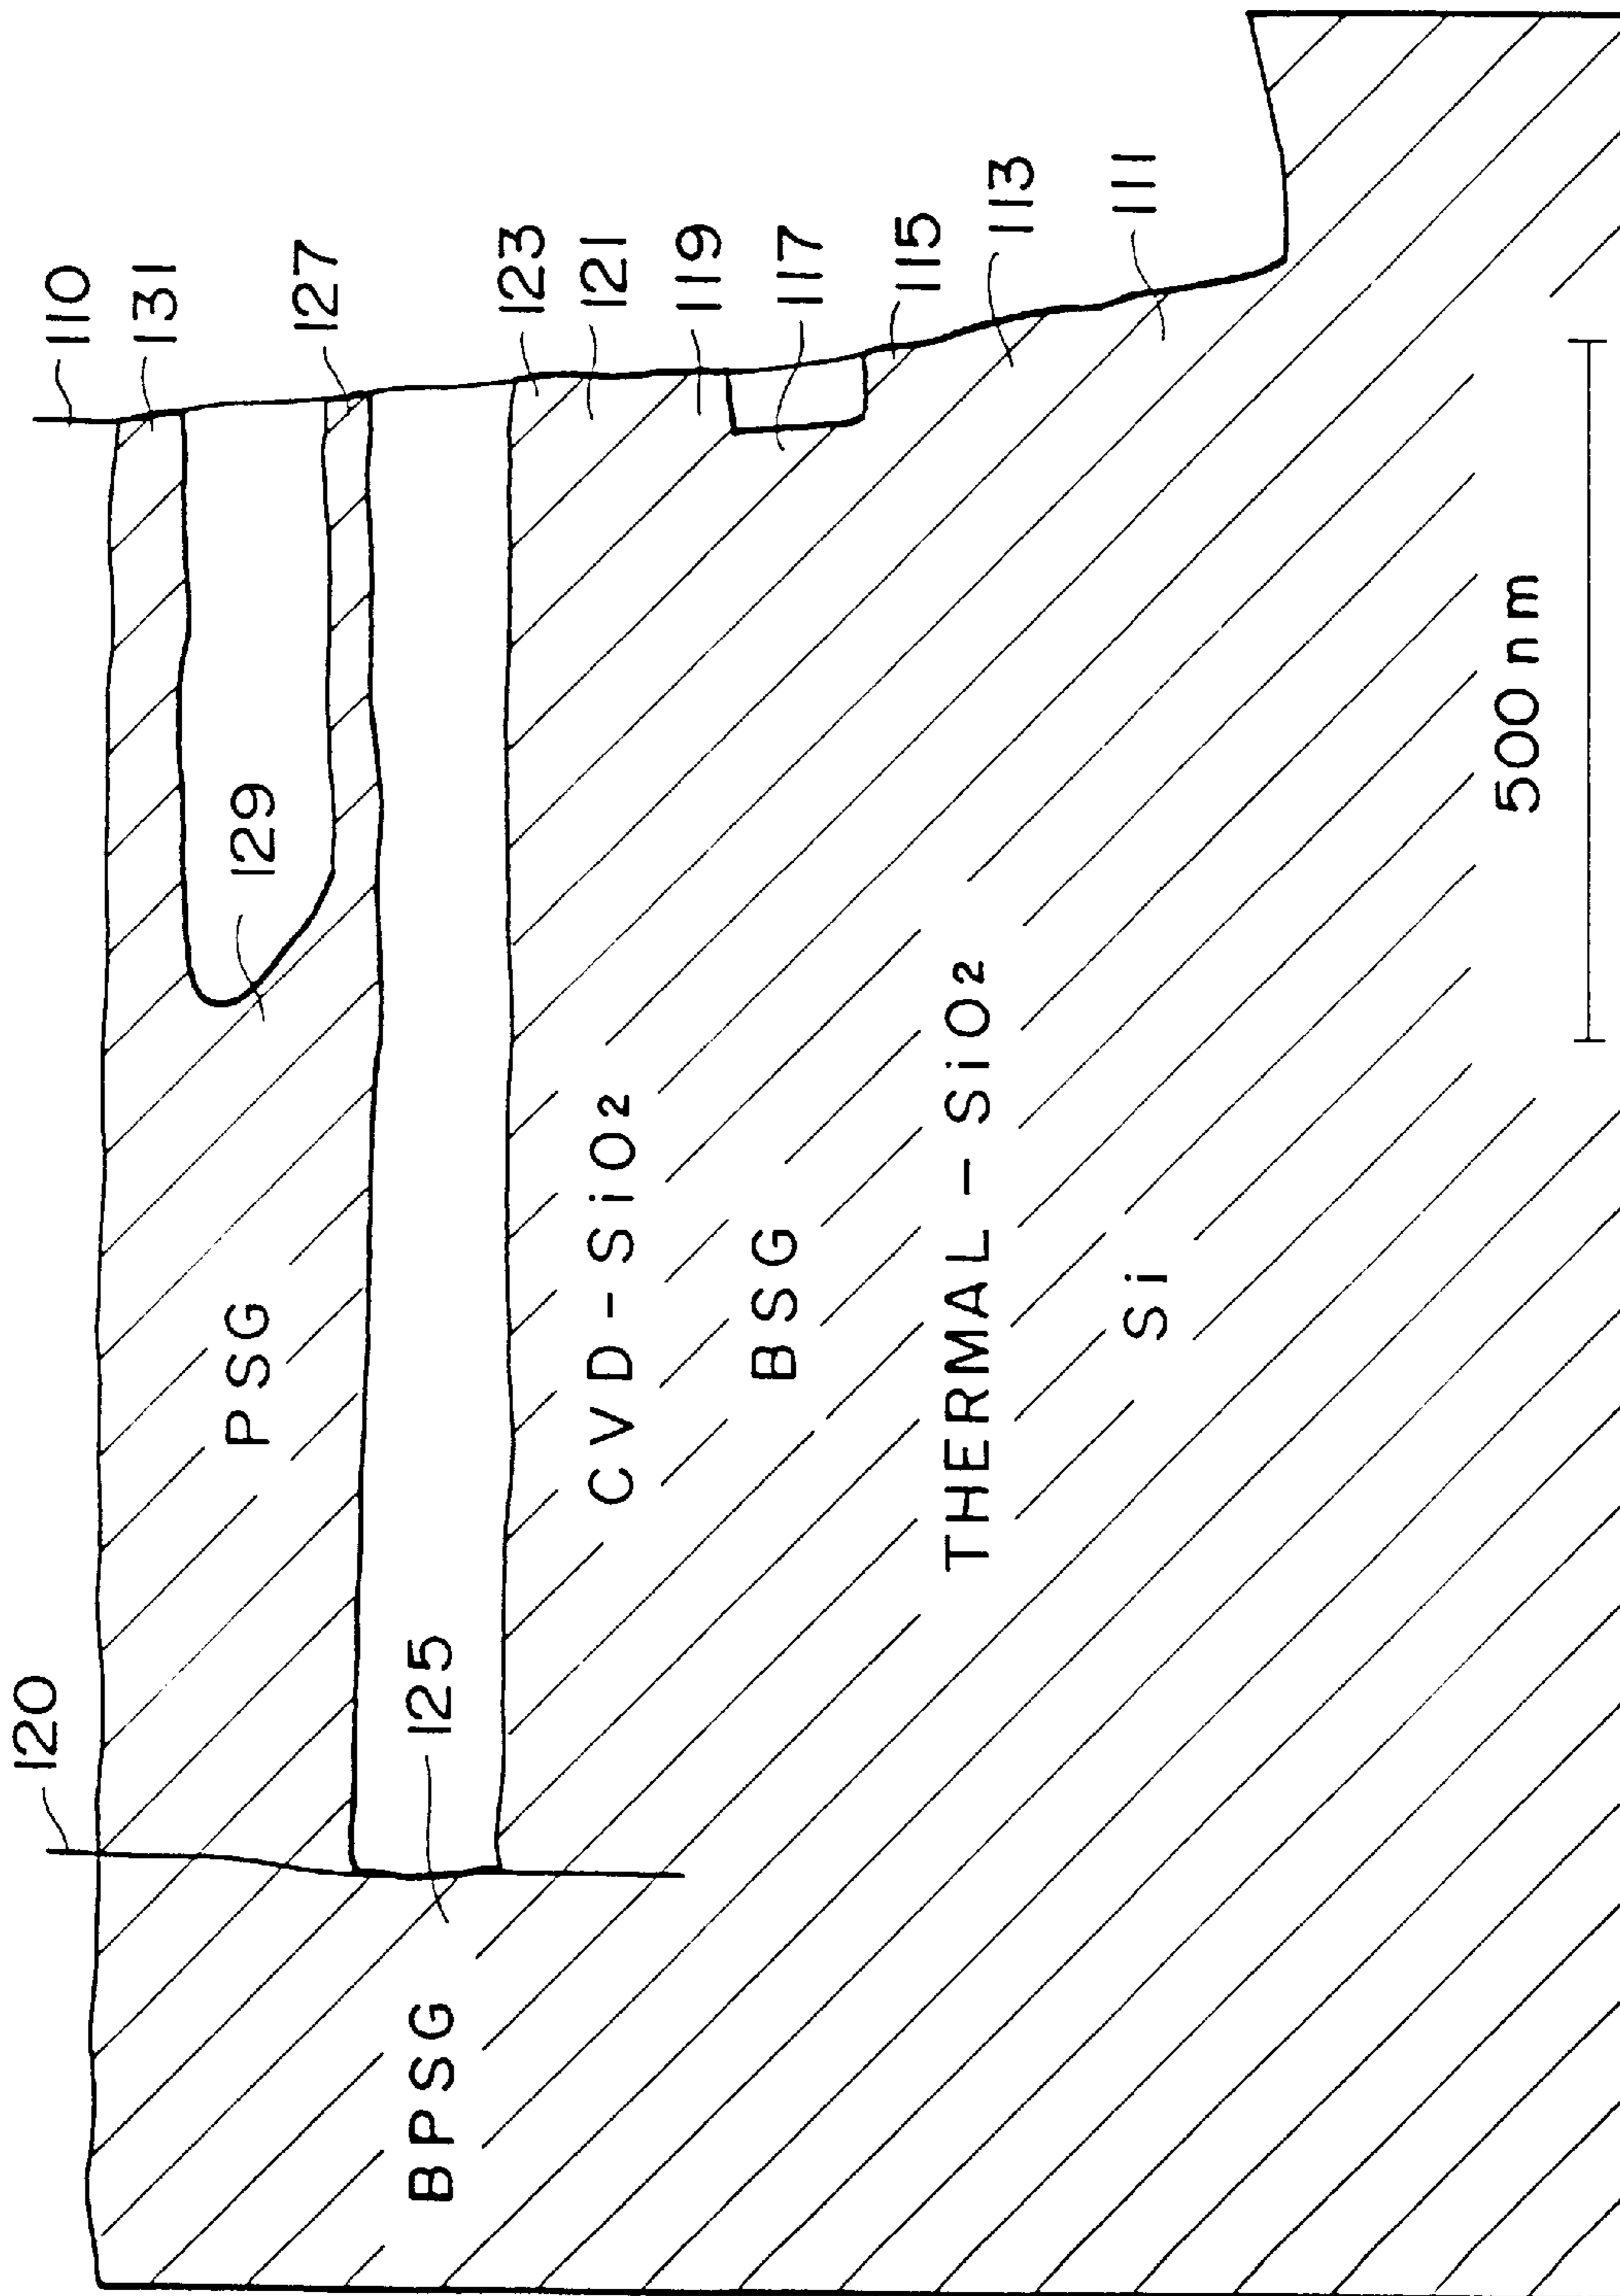 120
110
131
127
123
121
119
117
115
113
111
129
125
PSG
BPSG
CVD-SiO₂
BSG
THERMAL-SiO₂
Si
500 nm